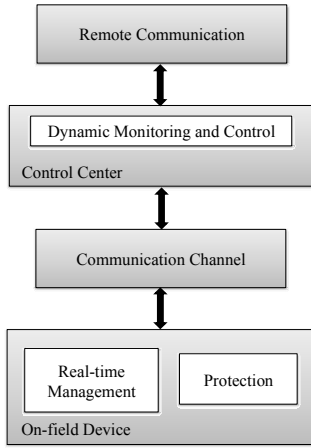 Remote Communication
Dynamic Monitoring and Control
Control Center
Communication Channel
Real-time
Management
Protection
On-field Device